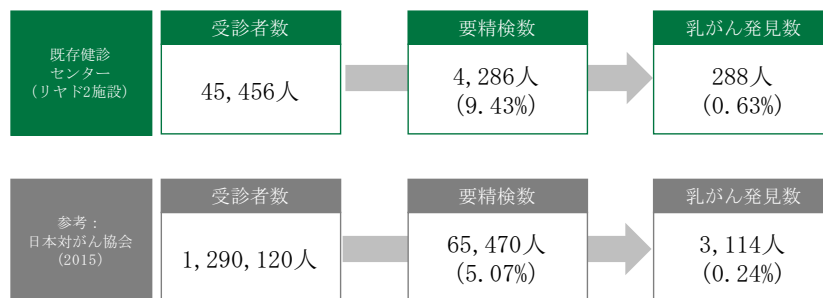 既存健診
センター
(リヤド2施設)
受診者数
45,456人
要精検数
4,286人
(9.43%)
乳がん発見数
288人
(0.63%)
参考：
日本対がん協会
(2015)
受診者数
1,290,120人
要精検数
65,470人
(5.07%)
乳がん発見数
3,114人
(0.24%)